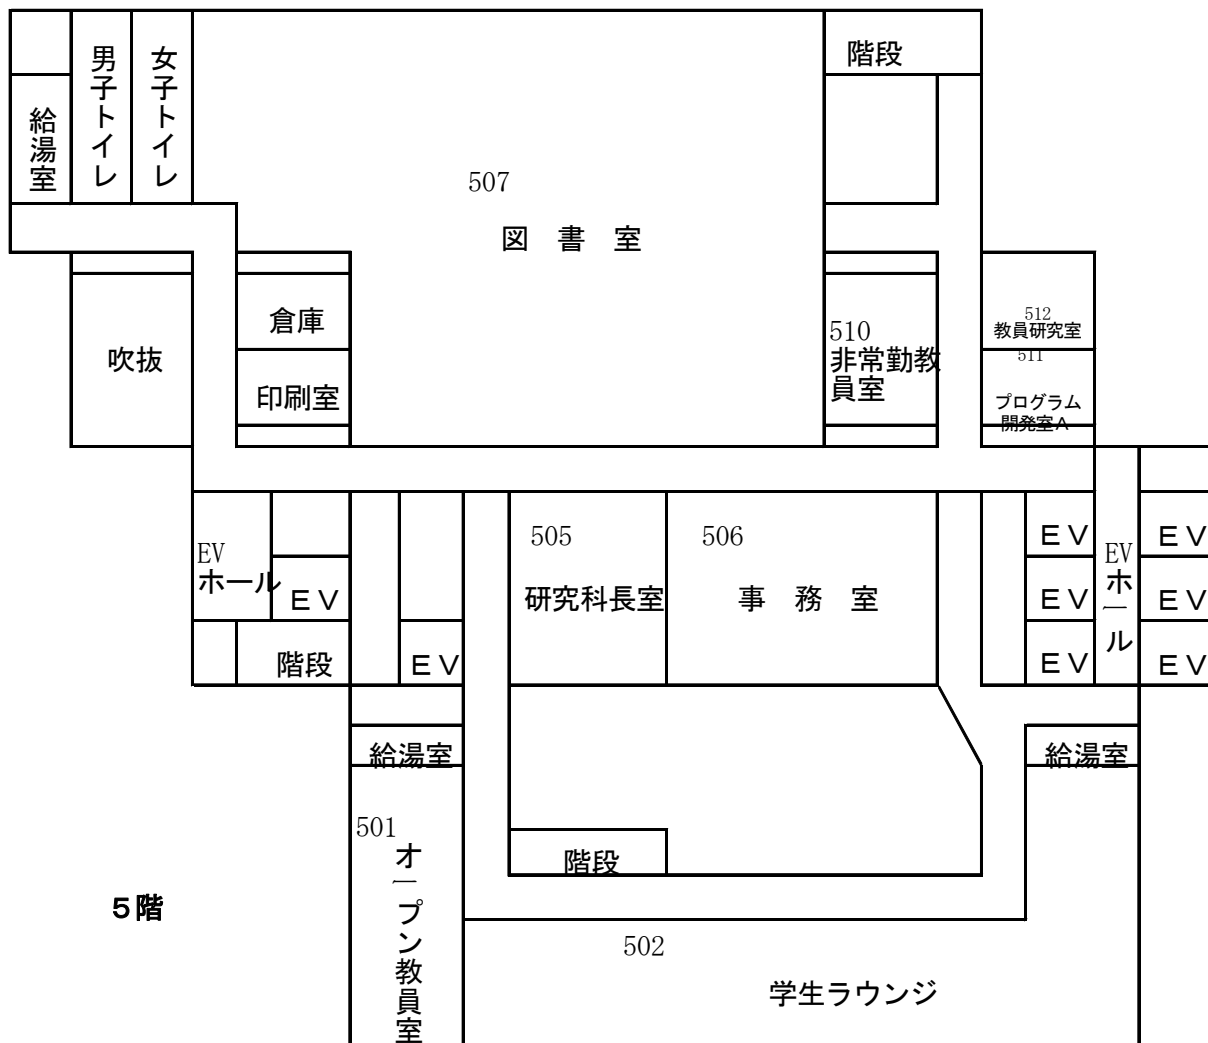 男子トイレ
女子トイレ
階段
給湯室
507
図 書 室
倉庫
吹抜
印刷室
510
非常勤教
員室
512
教員研究室
511
プログラム
開発室A
EV
ホール
EV
階段
EV
505
研究科長室
506
事 務 室
EV
EV
EV
EV
ホール
EV
EV
EV
給湯室
給湯室
501
オープン教員室
階段
5階
502
学生ラウンジ